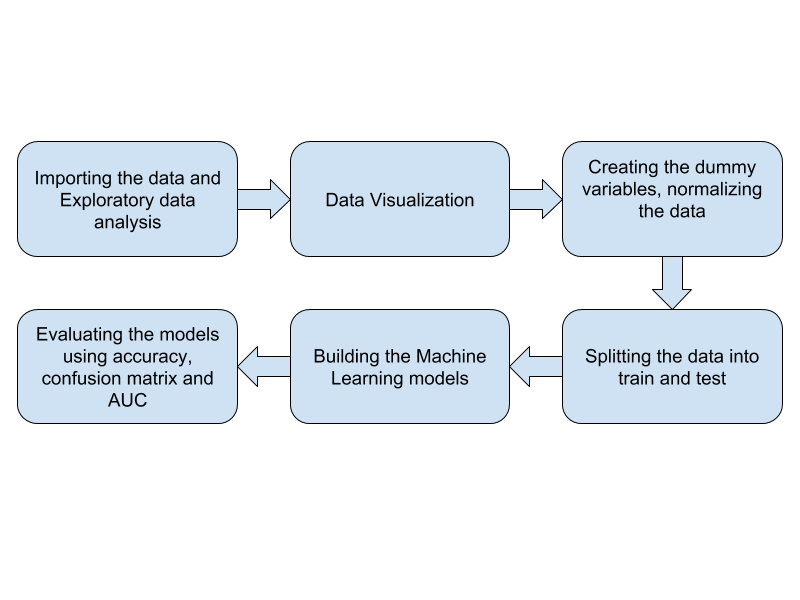 Importing the data and
Exploratory data
analysis
Data Visualization
Creating the dummy
variables, normalizing
the data
Splitting the data into
train and test
Building the Machine
Learning models
Evaluating the models
using accuracy,
confusion matrix and
AUC